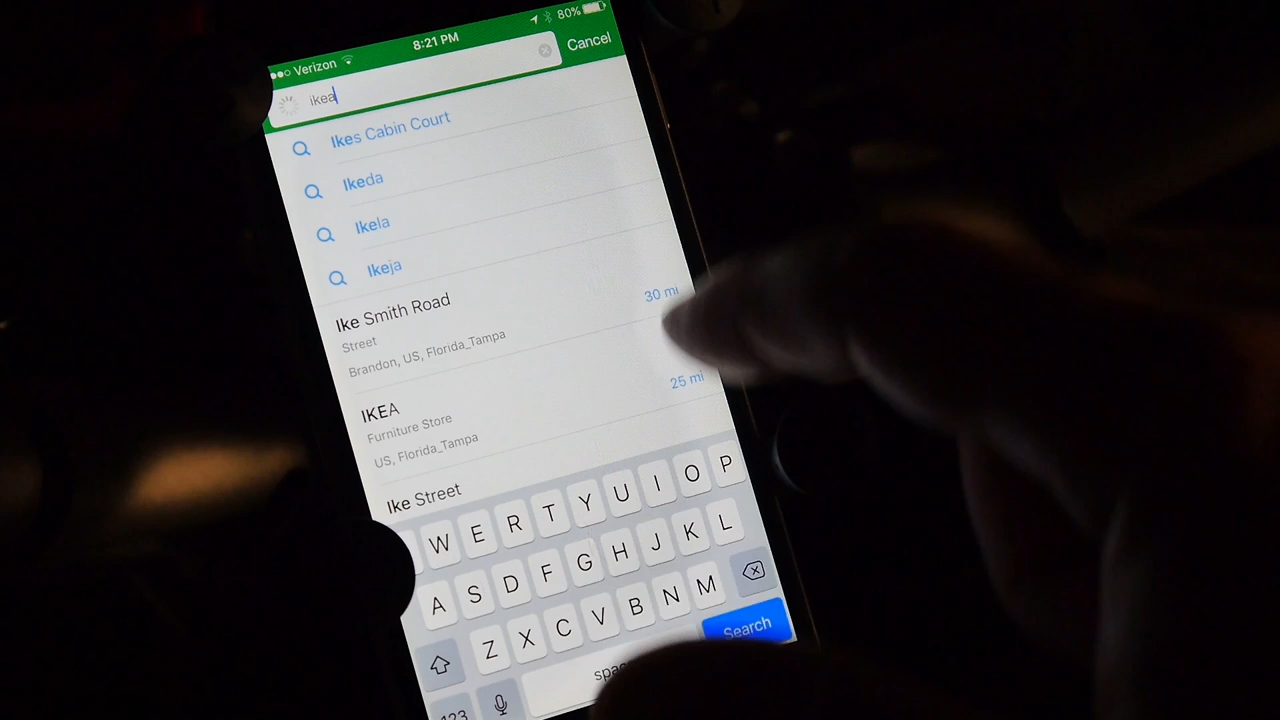 Verizon 8:21 PM 80%
ikea Cancel
Ikes Cabin Court
Ikeda
Ikela
Ikeja
Ike Smith Road
Street 30 mi
Brandon, US, Florida_Tampa
IKEA
Furniture Store 25 mi
US, Florida_Tampa
Ike Street
W E R T Y U I O P
A S D F G H J K L
Z X C V B N M
123 Search